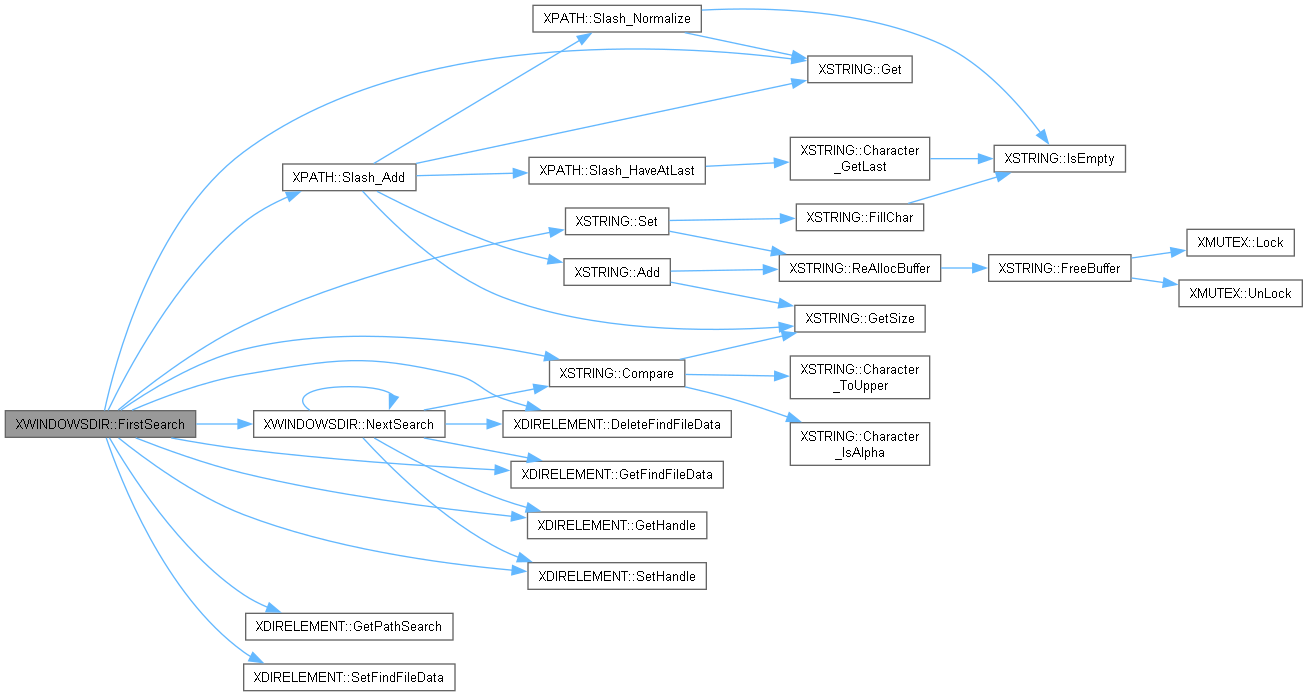 XPATH::Slash_Normalize
XSTRING::Get
XSTRING::Character
_GetLast
XSTRING::IsEmpty
XPATH::Slash_Add
XPATH::Slash_HaveAtLast
XSTRING::Set
XSTRING::FillChar
XMUTEX::Lock
XSTRING::Add
XSTRING::ReAllocBuffer
XSTRING::FreeBuffer
XMUTEX::UnLock
XSTRING::GetSize
XSTRING::Compare
XSTRING::Character
_ToUpper
XWINDOWSDIR::FirstSearch
XWINDOWSDIR::NextSearch
XDIRELEMENT::DeleteFindFileData
XSTRING::Character
_IsAlpha
XDIRELEMENT::GetFindFileData
XDIRELEMENT::GetHandle
XDIRELEMENT::SetHandle
XDIRELEMENT::GetPathSearch
XDIRELEMENT::SetFindFileData